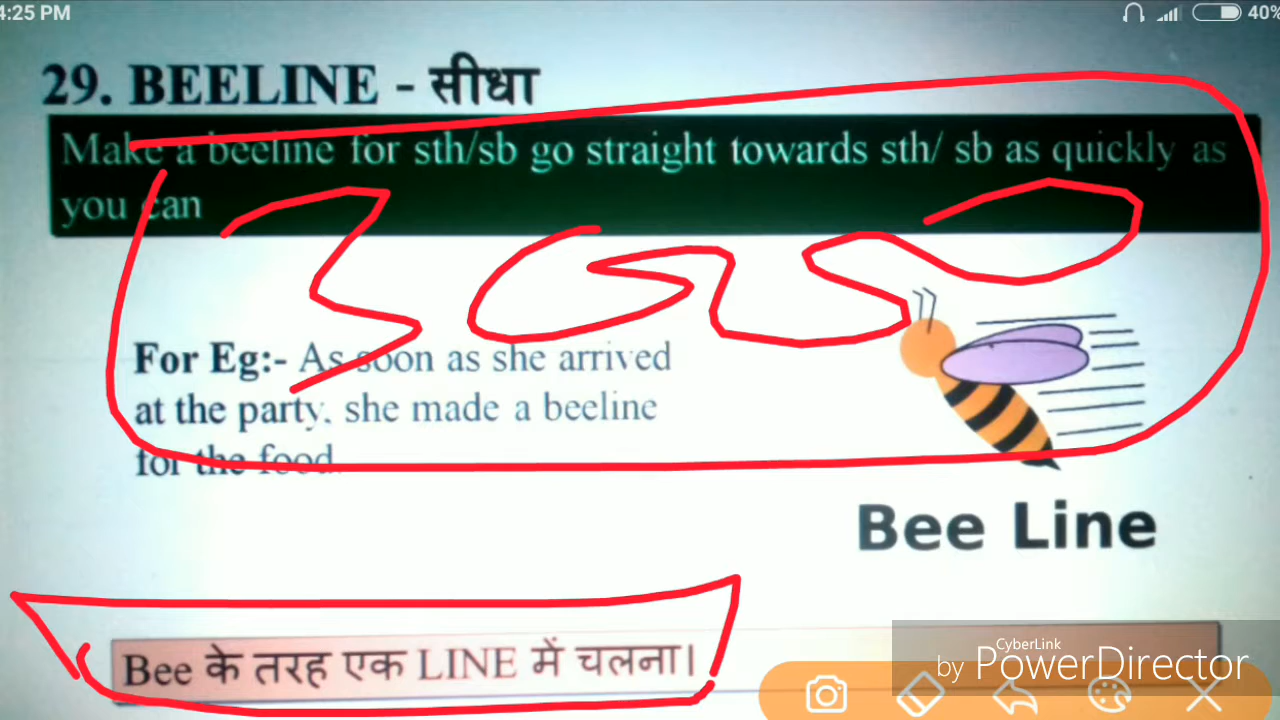 4:25 PM
40%
29. BEELINE - सीधा
Make a beeline for sth/sb go straight towards sth/ sb as quickly as
you can
For Eg:- As soon as she arrived
at the party. she made a beeline
for the food.
Bee Line
Bee के तरह एक LINE में चलना।
CyberLink
by PowerDirector